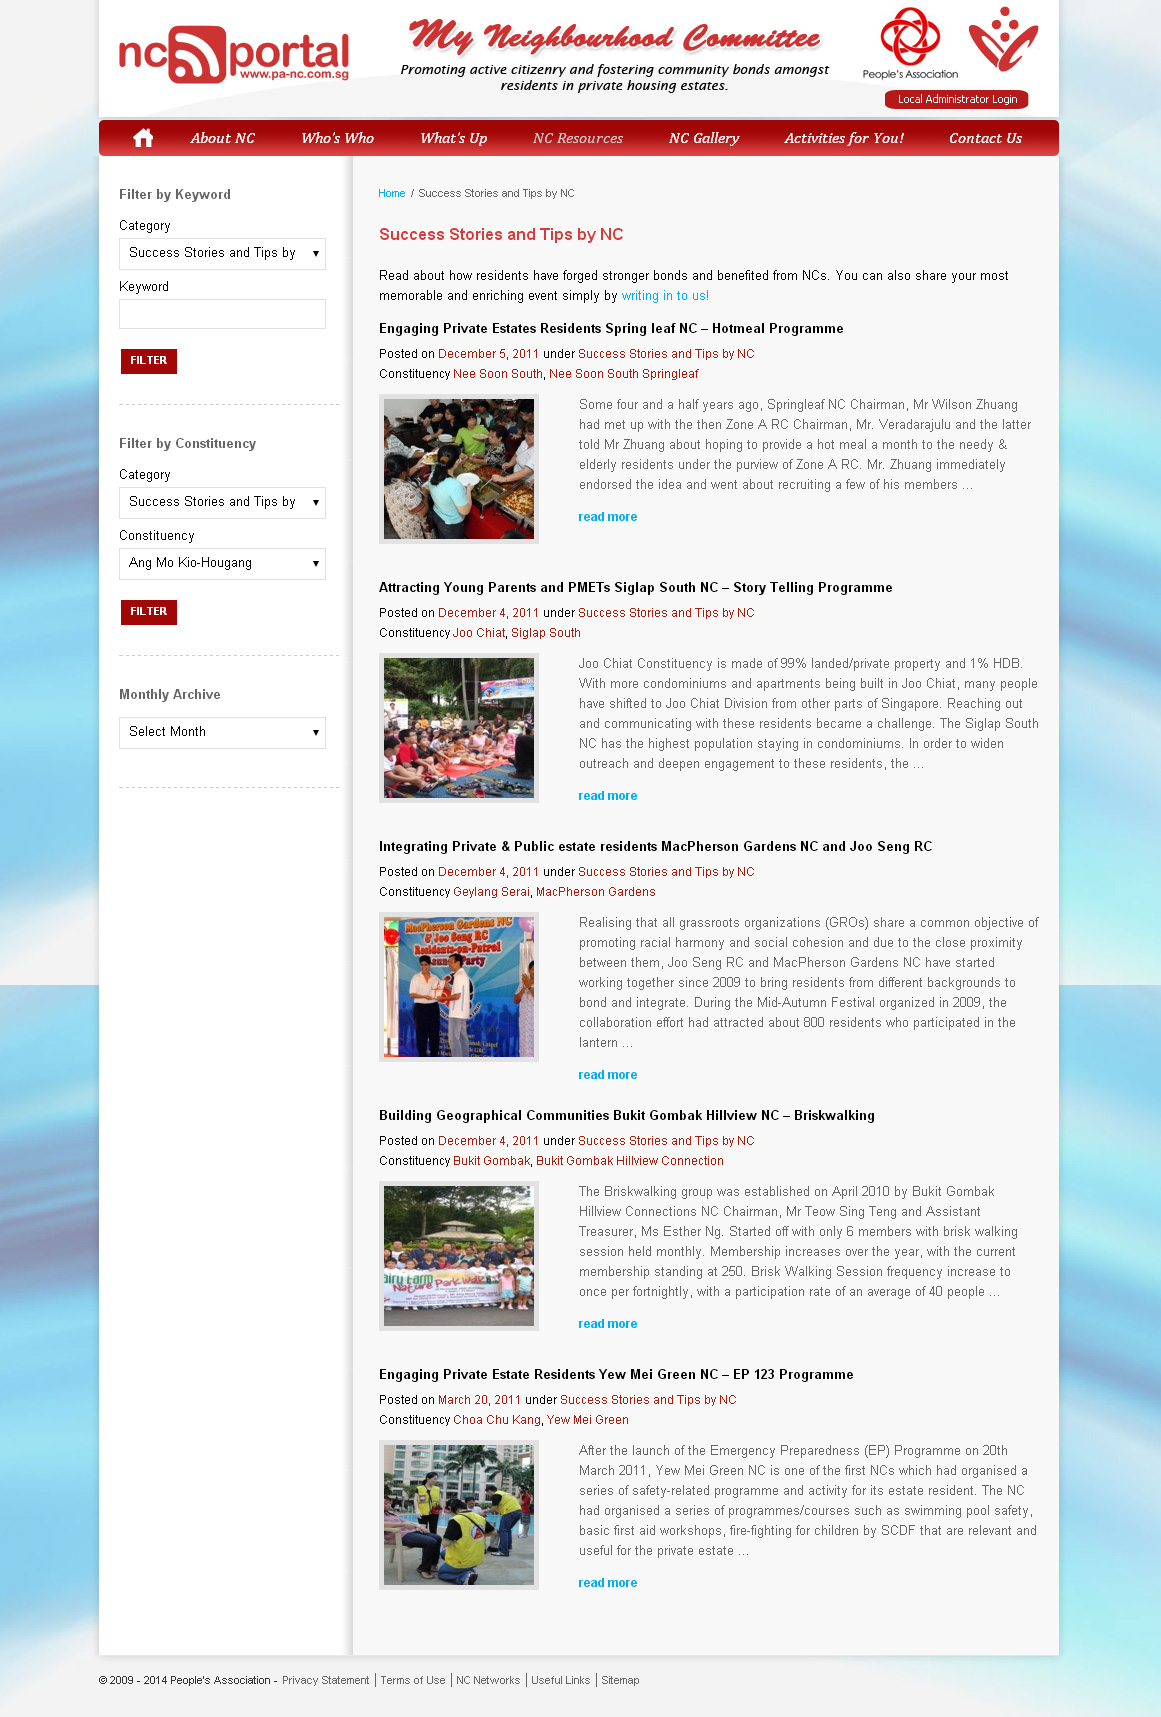 nc portal
www.pa-nc.com.sg
My Neighbourhood Committee
Promoting active citizenry and fostering community bonds amongst
residents in private housing estates.
People's Association
Local Administrator Login
About NC Who's Who What's Up NC Resources NC Gallery Activities for You! Contact Us
Filter by Keyword
Category
Success Stories and Tips by
Keyword
FILTER
Filter by Constituency
Category
Success Stories and Tips by
Constituency
Ang Mo Kio-Hougang
FILTER
Monthly Archive
Select Month
Home / Success Stories and Tips by NC
Success Stories and Tips by NC
Read about how residents have forged stronger bonds and benefited from NCs. You can also share your most
memorable and enriching event simply by writing in to us!
Engaging Private Estates Residents Spring leaf NC – Hotmeal Programme
Posted on December 5, 2011 under Success Stories and Tips by NC
Constituency Nee Soon South, Nee Soon South Springleaf
Some four and a half years ago, Springleaf NC Chairman, Mr Wilson Zhuang
had met up with the then Zone A RC Chairman, Mr. Veradarajulu and the latter
told Mr Zhuang about hoping to provide a hot meal a month to the needy &
elderly residents under the purview of Zone A RC. Mr. Zhuang immediately
endorsed the idea and went about recruiting a few of his members ...
read more
Attracting Young Parents and PMETs Siglap South NC – Story Telling Programme
Posted on December 4, 2011 under Success Stories and Tips by NC
Constituency Joo Chiat, Siglap South
Joo Chiat Constituency is made of 99% landed/private property and 1% HDB.
With more condominiums and apartments being built in Joo Chiat, many people
have shifted to Joo Chiat Division from other parts of Singapore. Reaching out
and communicating with these residents became a challenge. The Siglap South
NC has the highest population staying in condominiums. In order to widen
outreach and deepen engagement to these residents, the ...
read more
Integrating Private & Public estate residents MacPherson Gardens NC and Joo Seng RC
Posted on December 4, 2011 under Success Stories and Tips by NC
Constituency Geylang Serai, MacPherson Gardens
MacPherson Gardens NC
& Joo Seng RC
Residents-on-Patrol
Party
Realising that all grassroots organizations (GROs) share a common objective of
promoting racial harmony and social cohesion and due to the close proximity
between them, Joo Seng RC and MacPherson Gardens NC have started
working together since 2009 to bring residents from different backgrounds to
bond and integrate. During the Mid-Autumn Festival organized in 2009, the
collaboration effort had attracted about 800 residents who participated in the
lantern ...
read more
Building Geographical Communities Bukit Gombak Hillview NC – Briskwalking
Posted on December 4, 2011 under Success Stories and Tips by NC
Constituency Bukit Gombak, Bukit Gombak Hillview Connection
Nature Park Walk
The Briskwalking group was established on April 2010 by Bukit Gombak
Hillview Connections NC Chairman, Mr Teow Sing Teng and Assistant
Treasurer, Ms Esther Ng. Started off with only 6 members with brisk walking
session held monthly. Membership increases over the year, with the current
membership standing at 250. Brisk Walking Session frequency increase to
once per fortnightly, with a participation rate of an average of 40 people ...
read more
Engaging Private Estate Residents Yew Mei Green NC – EP 123 Programme
Posted on March 20, 2011 under Success Stories and Tips by NC
Constituency Choa Chu Kang, Yew Mei Green
After the launch of the Emergency Preparedness (EP) Programme on 20th
March 2011, Yew Mei Green NC is one of the first NCs which had organised a
series of safety-related programme and activity for its estate resident. The NC
had organised a series of programmes/courses such as swimming pool safety,
basic first aid workshops, fire-fighting for children by SCDF that are relevant and
useful for the private estate ...
read more
© 2009 - 2014 People's Association - Privacy Statement | Terms of Use | NC Networks | Useful Links | Sitemap